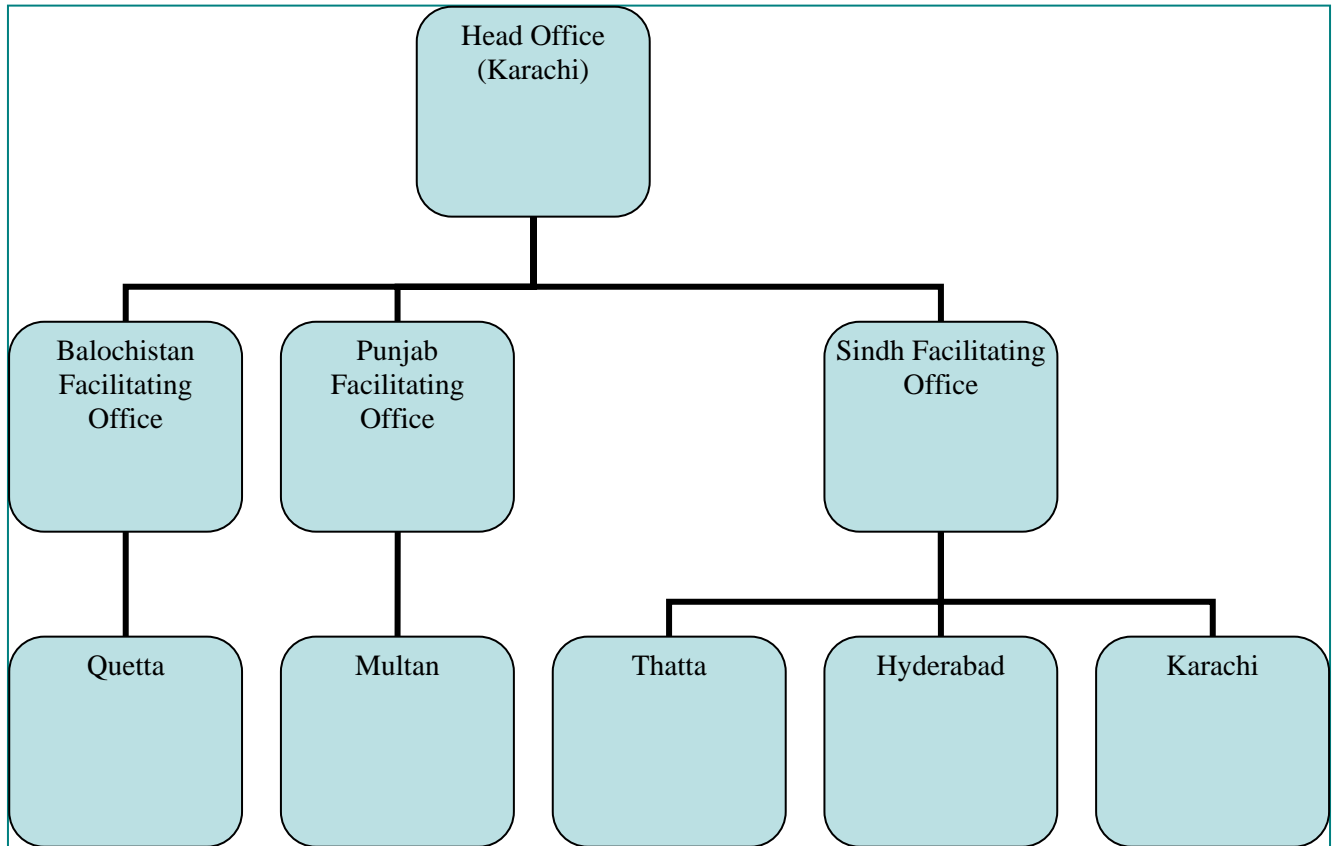 Head Office
(Karachi)
Balochistan
Facilitating
Office
Punjab
Facilitating
Office
Sindh Facilitating
Office
Quetta
Multan
Thatta
Hyderabad
Karachi